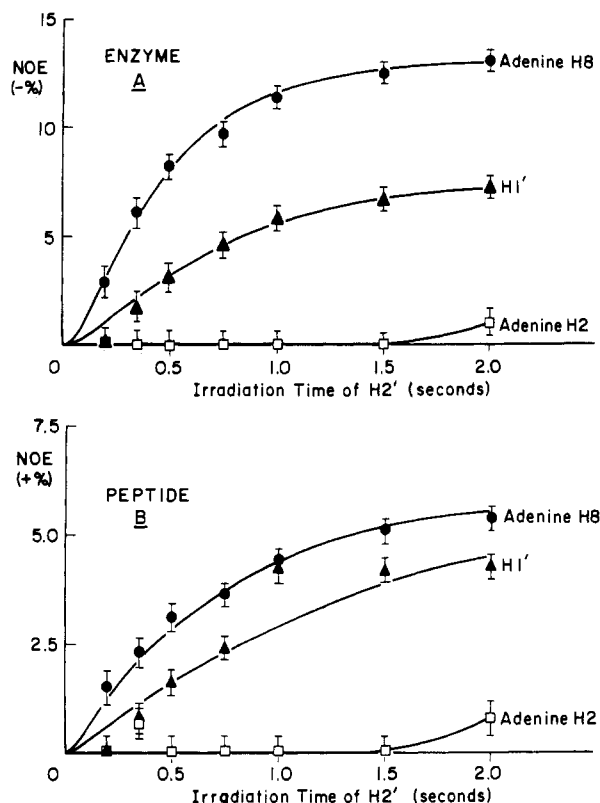 15
NOE
(-%)
ENZYME
A
Adenine H8
10
H1'
5
Adenine H2
0 0.5 1.0 1.5 2.0
Irradiation Time of H2' (seconds)
7.5
NOE
(+%)
PEPTIDE
B
Adenine H8
5.0
H1'
2.5
Adenine H2
0 0.5 1.0 1.5 2.0
Irradiation Time of H2' (seconds)